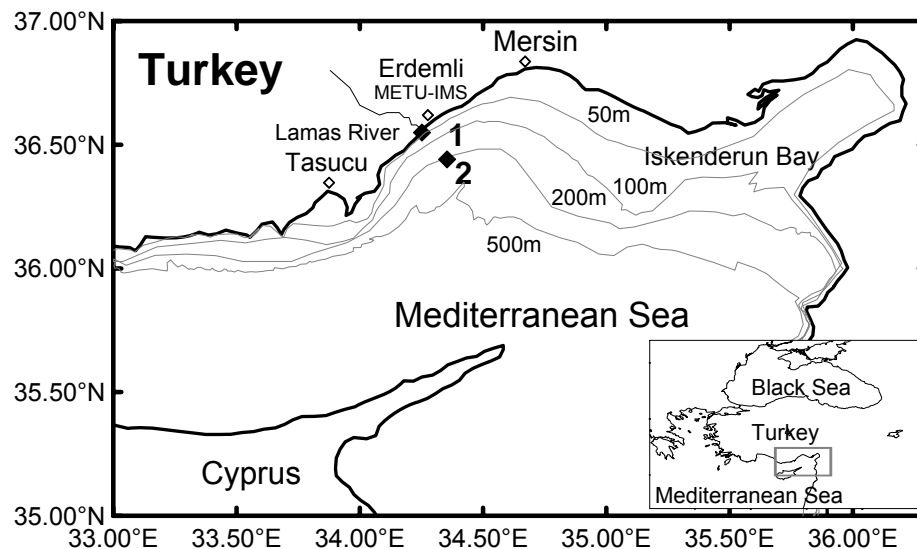 37.00°N
36.50°N
36.00°N
35.50°N
35.00°N
33.00°E
33.50°E
34.00°E
34.50°E
35.00°E
35.50°E
36.00°E
Turkey
Mersin
Erdemli
METU-IMS
Lamas River
1
Tasucu
2
50m
Iskenderun Bay
100m
200m
500m
Mediterranean Sea
Cyprus
Black Sea
Turkey
Mediterranean Sea